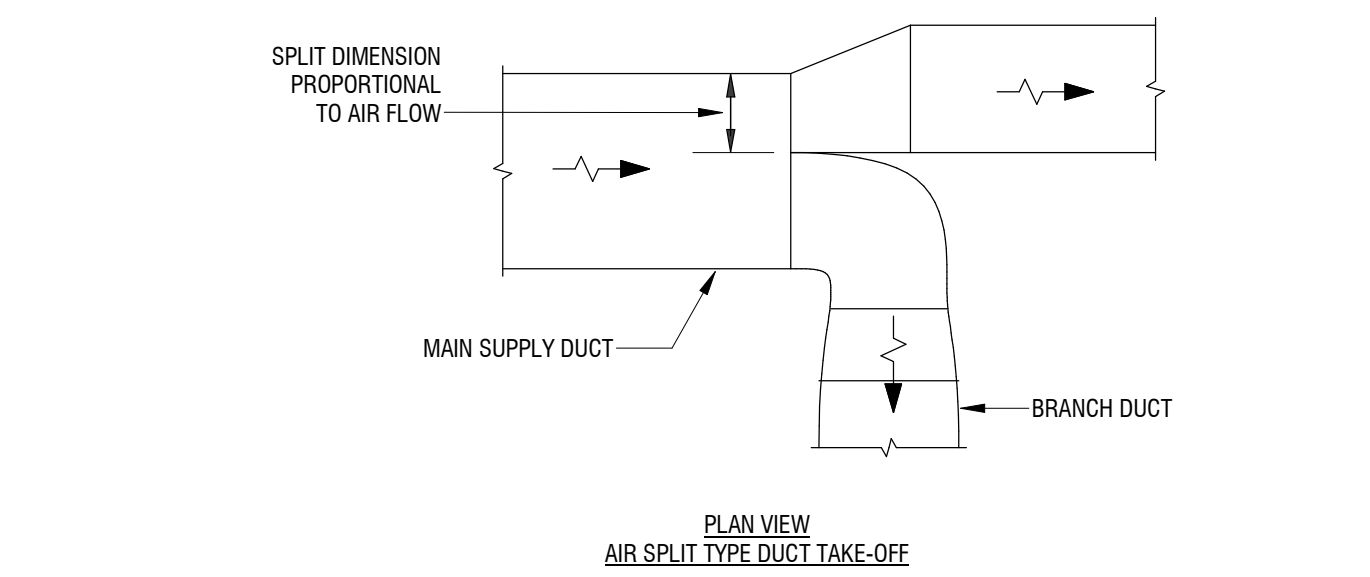 SPLIT DIMENSION
PROPORTIONAL
TO AIR FLOW
MAIN SUPPLY DUCT
BRANCH DUCT
PLAN VIEW
AIR SPLIT TYPE DUCT TAKE-OFF